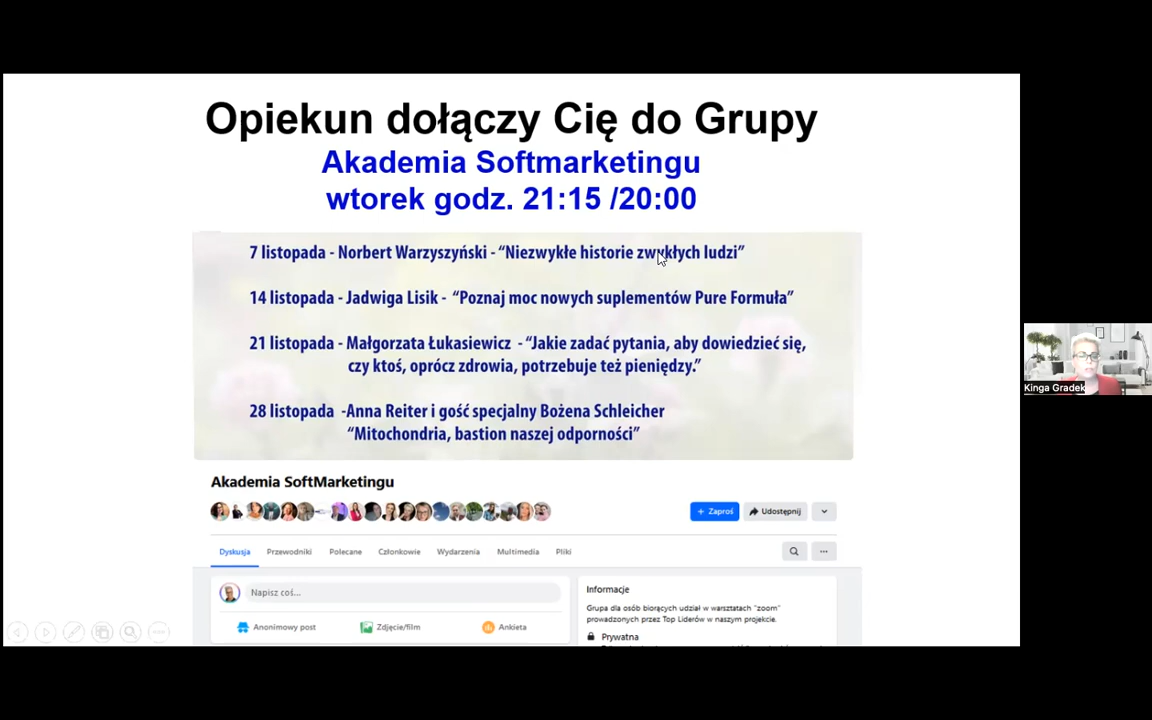 Opiekun dołączy Cię do Grupy
Akademia Softmarketingu
wtorek godz. 21:15 /20:00
7 listopada - Norbert Warzyszyński - “Niezwykłe historie zwykłych ludzi”
14 listopada - Jadwiga Lisik - “Poznaj moc nowych suplementów Pure Formuła”
21 listopada - Małgorzata Łukasiewicz - “Jakie zadać pytania, aby dowiedzieć się,
czy ktoś, oprócz zdrowia, potrzebuje też pieniędzy.”
28 listopada -Anna Reiter i gość specjalny Bożena Schleicher
“Mitochondria, bastion naszej odporności”
Akademia SoftMarketingu
+ Zaproś Udostępnij
Dyskusja Przewodniki Polecane Członkowie Wydarzenia Multimedia Pliki
Napisz coś...
Anonimowy post Zdjęcie/film Ankieta
Informacje
Grupa dla osób biorących udział w warsztatach "zoom"
prowadzonych przez Top Liderów w naszym projekcie.
Prywatna
Kinga Gradek